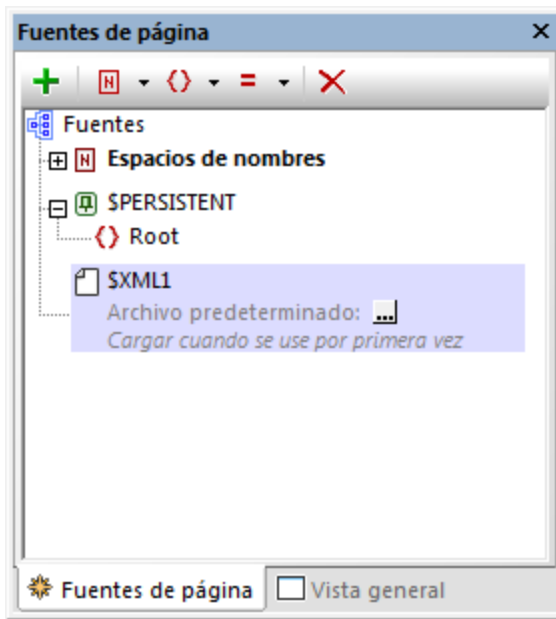 Fuentes de página
Fuentes
Espacios de nombres
$PERSISTENT
{} Root
$XML1
Archivo predeterminado: ...
Cargar cuando se use por primera vez
Fuentes de página
Vista general